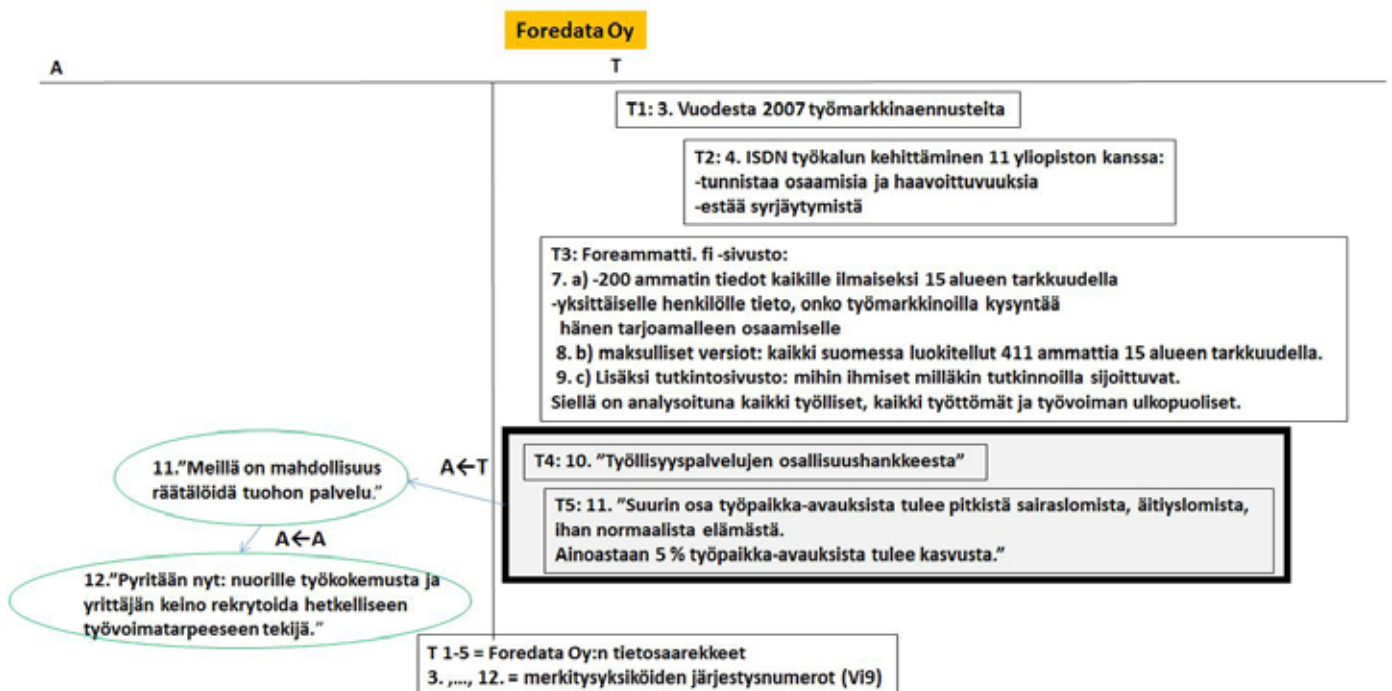 Foredata Oy
A
T
T1: 3. Vuodesta 2007 työmarkkinaennusteita
T2: 4. ISDN työkalun kehittäminen 11 yliopiston kanssa:
-tunnistaa osaamisia ja haavoittuvuuksia
-estää syrjäytymistä
T3: Foreammatti. fi -sivusto:
7. a) -200 ammatin tiedot kaikille ilmaiseksi 15 alueen tarkkuudella
-yksittäiselle henkilölle tieto, onko työmarkkinoilla kysyntää
hänen tarjoamalleen osaamiselle
8. b) maksulliset versiot: kaikki suomessa luokitellut 411 ammattia 15 alueen tarkkuudella.
9. c) Lisäksi tutkintosivusto: mihin ihmiset milläkin tutkinnoilla sijoittuvat.
Siellä on analysoituna kaikki työlliset, kaikki työttömät ja työvoiman ulkopuoliset.
T4: 10. ”Työllisyyspalvelujen osallisuushankkeesta”
T5: 11. ”Suurin osa työpaikka-avauksista tulee pitkistä sairaslomista, äitiyslomista,
ihan normaalista elämästä.
Ainoastaan 5 % työpaikka-avauksista tulee kasvusta.”
A←T
11.”Meillä on mahdollisuus
räätälöidä tuohon palvelu.”
A←A
12.”Pyritään nyt: nuorille työkokemusta ja
yrittäjän keino rekrytoida hetkelliseen
työvoimatarpeeseen tekijä.”
T 1-5 = Foredata Oy:n tietosaarekkeet
3. ,..., 12. = merkitysyksiköiden järjestysnumerot (Vi9)